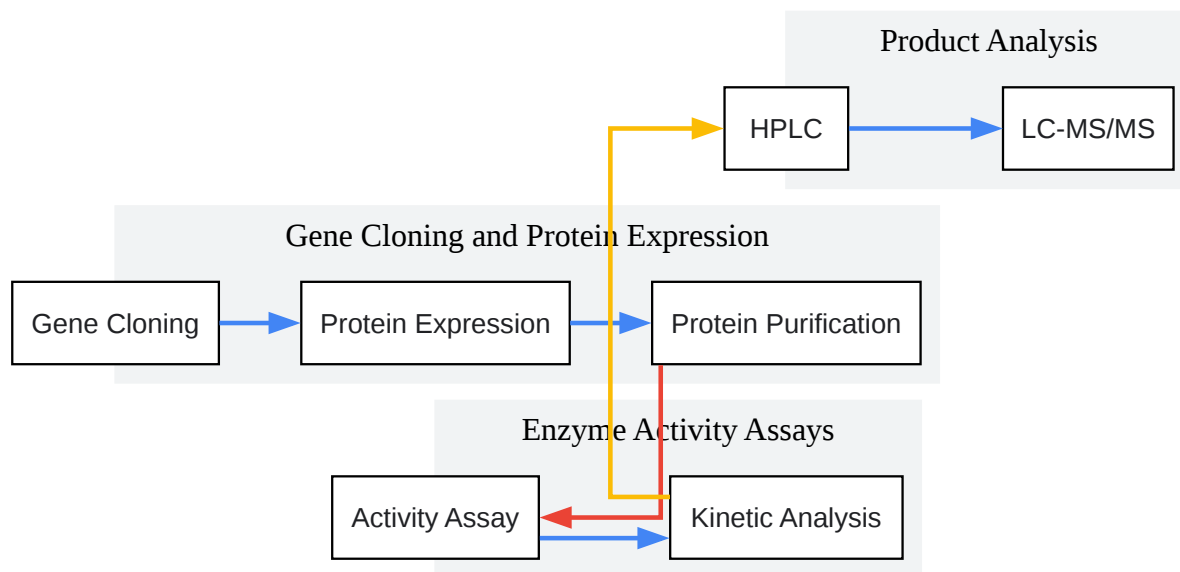 Product Analysis
HPLC
LC-MS/MS
Gene Cloning and Protein Expression
Gene Cloning
Protein Expression
Protein Purification
Enzyme Activity Assays
Activity Assay
Kinetic Analysis